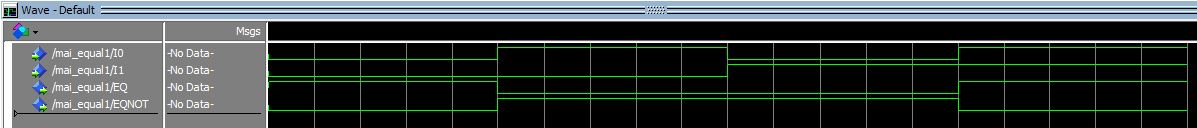 Wave - Default
Msgs
/mai_equal1/I0 -No Data-
/mai_equal1/I1 -No Data-
/mai_equal1/EQ -No Data-
/mai_equal1/EQNOT -No Data-